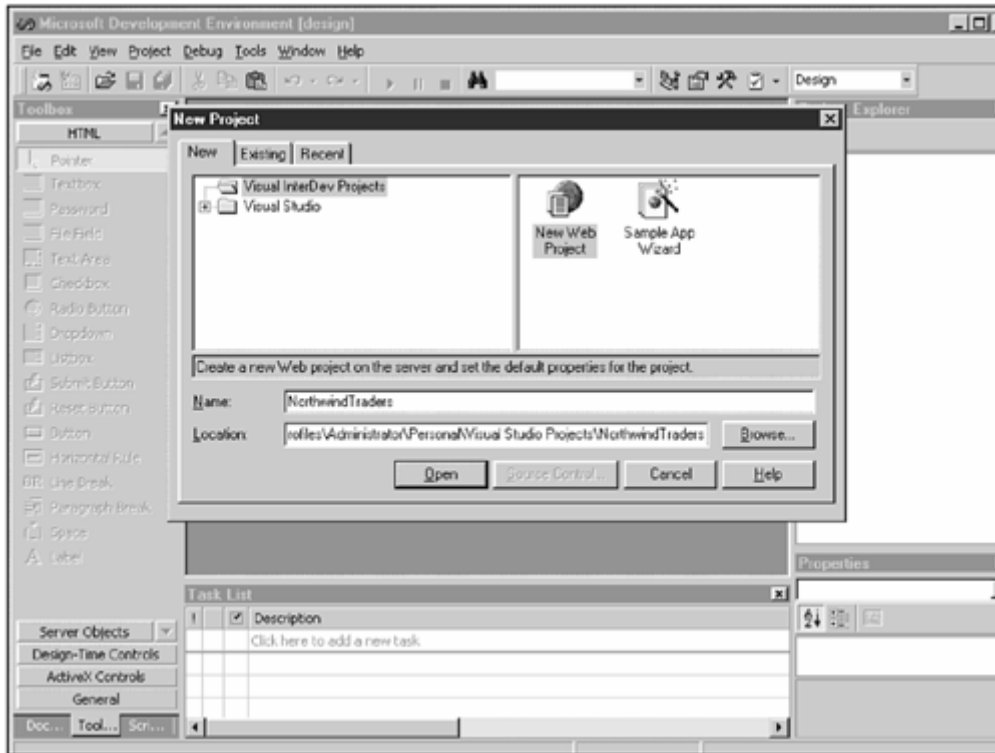 Microsoft Development Environment [design]
File Edit View Project Debug Tools Window Help
Design
Toolbox
Explorer
HTML
Pointer
Textbox
Password
File Field
Text Area
Checkbox
Radio Button
Dropdown
Listbox
Submit Button
Reset Button
Button
Horizontal Rule
BR Line Break
Paragraph Break
Space
A Label
Server Objects
Design-Time Controls
ActiveX Controls
General
Doc... Tool... Scri...
New Project
New Existing Recent
Visual InterDev Projects
Visual Studio
New Web Project
Sample App Wizard
Create a new Web project on the server and set the default properties for the project.
Name: NorthwindTraders
Location: rofiles\Administrator\Personal\Visual Studio Projects\NorthwindTraders Browse...
Open Source Control... Cancel Help
Task List
! Description
Click here to add a new task
Properties